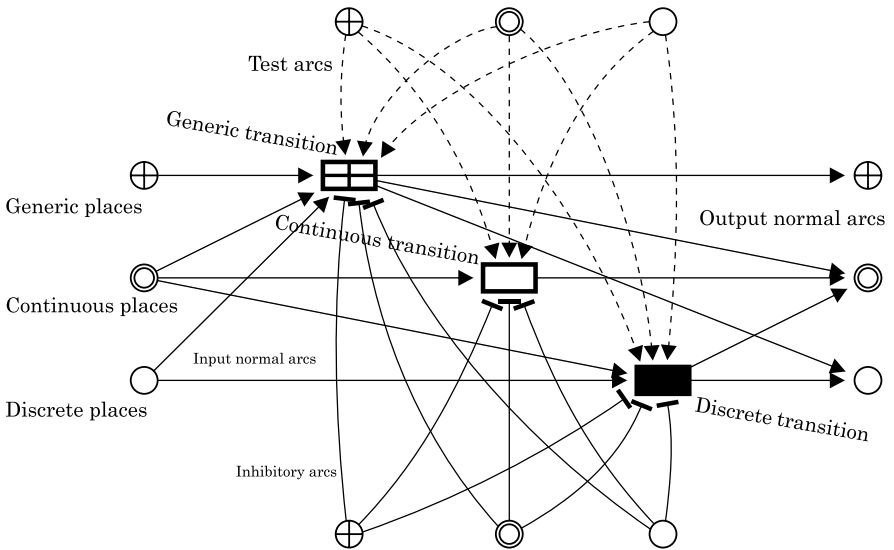 Test arcs
Generic transition
Generic places
Output normal arcs
Continuous transition
Continuous places
Input normal arcs
Discrete places
Discrete transition
Inhibitory arcs